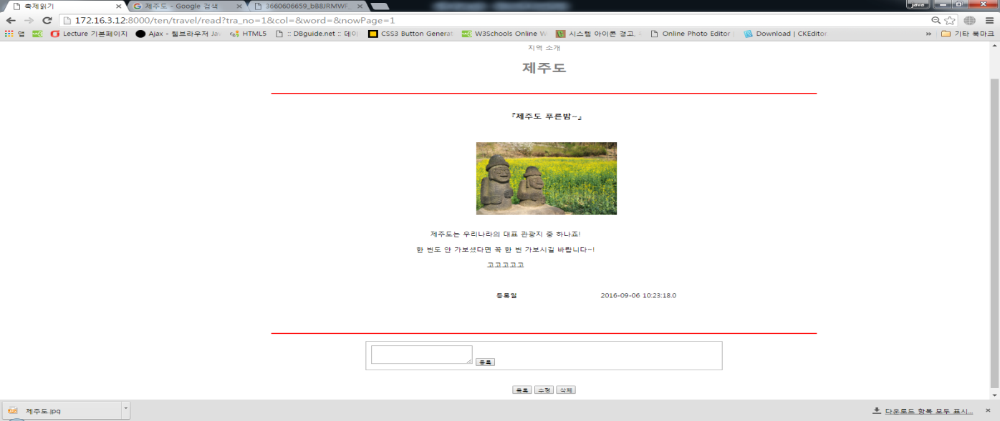 축제읽기
제주도 - Google 검색
3660606659_bB8JRMWF_
java
172.16.3.12:8000/ten/travel/read?tra_no=1&col=&word=&nowPage=1
앱
Lecture 기본페이지
Ajax - 웹브라우저 Jav
HTML5
:: DBguide.net :: 데이
CSS3 Button Generat
W3Schools Online W
시스템 아이콘 경고,
Online Photo Editor
Download | CKEditor
»
기타 북마크
지역 소개
제주도
『제주도 푸른밤~』
제주도는 우리나라의 대표 관광지 중 하나죠!
한 번도 안 가보셨다면 꼭 한 번 가보시길 바랍니다~!
고고고고고
등록일 2016-09-06 10:23:18.0
등록
목록 수정 삭제
제주도.jpg
다운로드 항목 모두 표시...